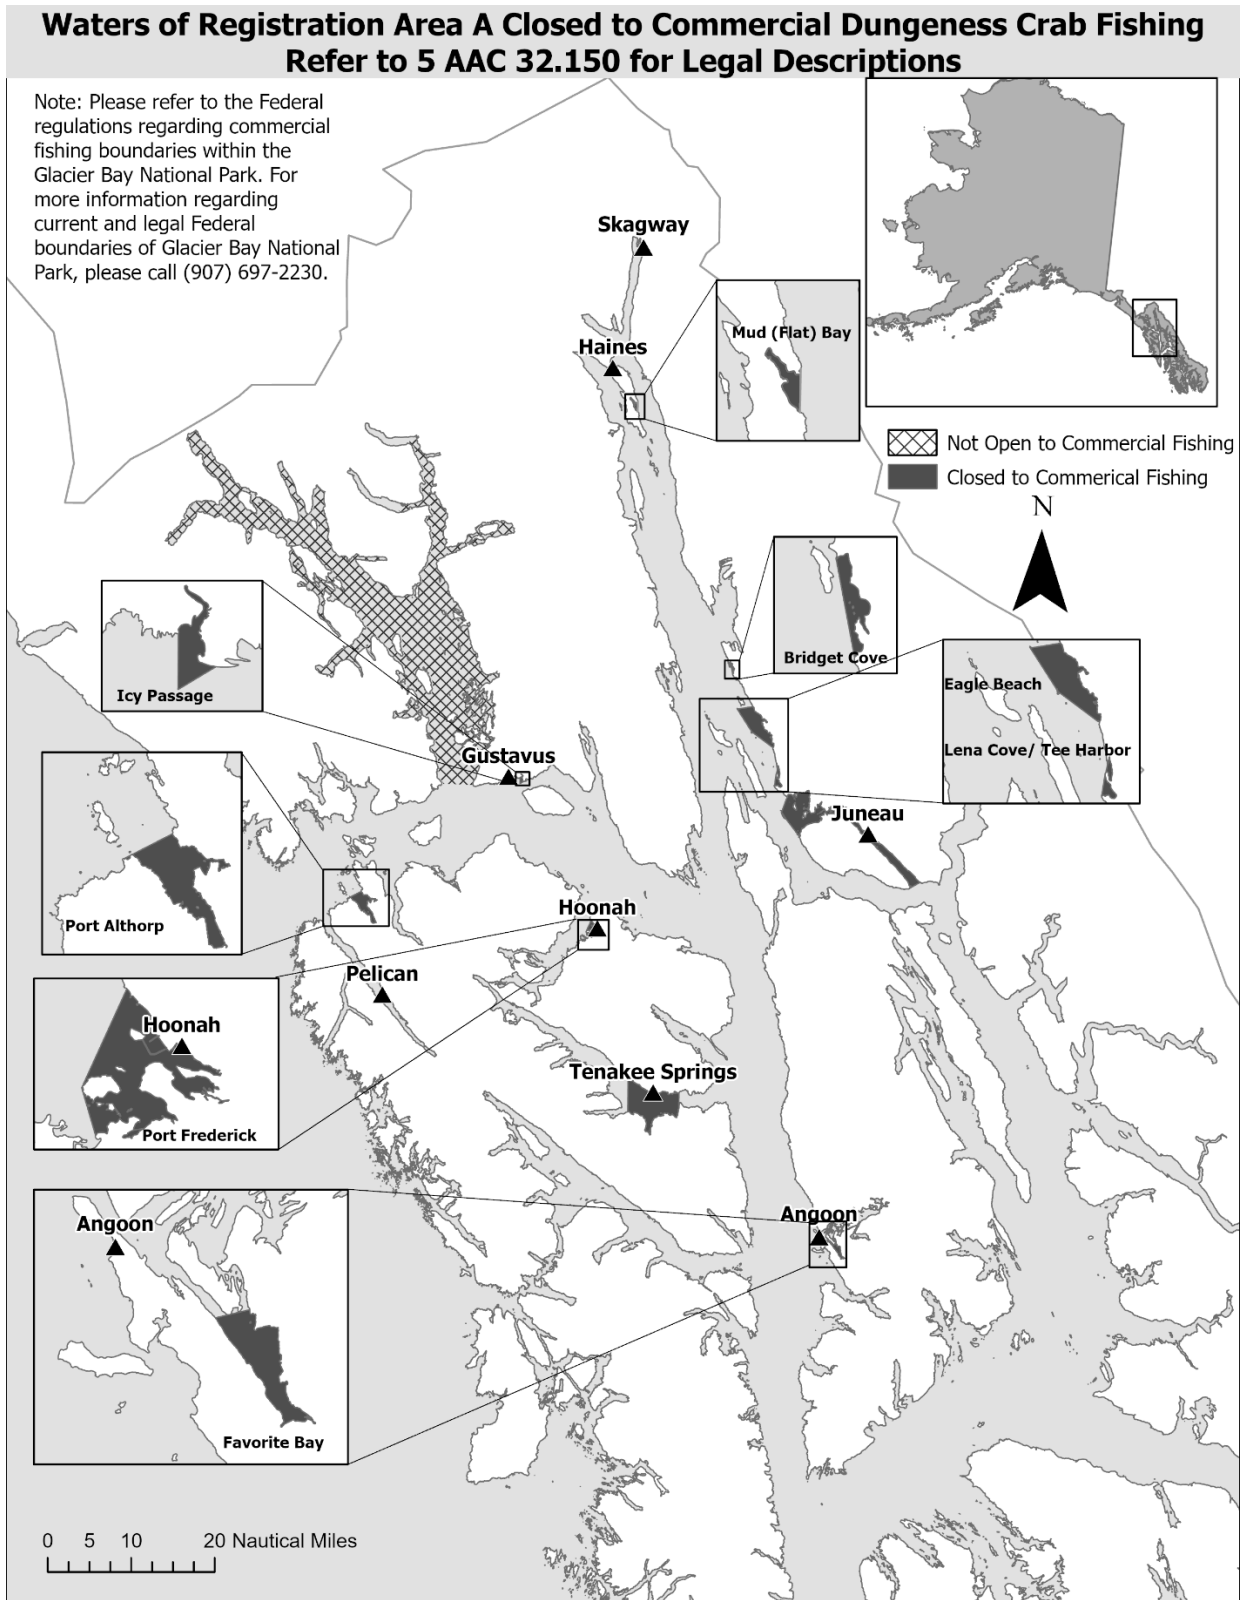 Waters of Registration Area A Closed to Commercial Dungeness Crab Fishing
Refer to 5 AAC 32.150 for Legal Descriptions
Note: Please refer to the Federal
regulations regarding commercial
fishing boundaries within the
Glacier Bay National Park. For
more information regarding
current and legal Federal
boundaries of Glacier Bay National
Park, please call (907) 697-2230.
Skagway
Haines
Mud (Flat) Bay
Not Open to Commercial Fishing
Closed to Commerical Fishing
N
Bridget Cove
Eagle Beach
Lena Cove/ Tee Harbor
Icy Passage
Gustavus
Juneau
Port Althorp
Hoonah
Pelican
Hoonah
Port Frederick
Tenakee Springs
Angoon
Angoon
Favorite Bay
0 5 10 20 Nautical Miles